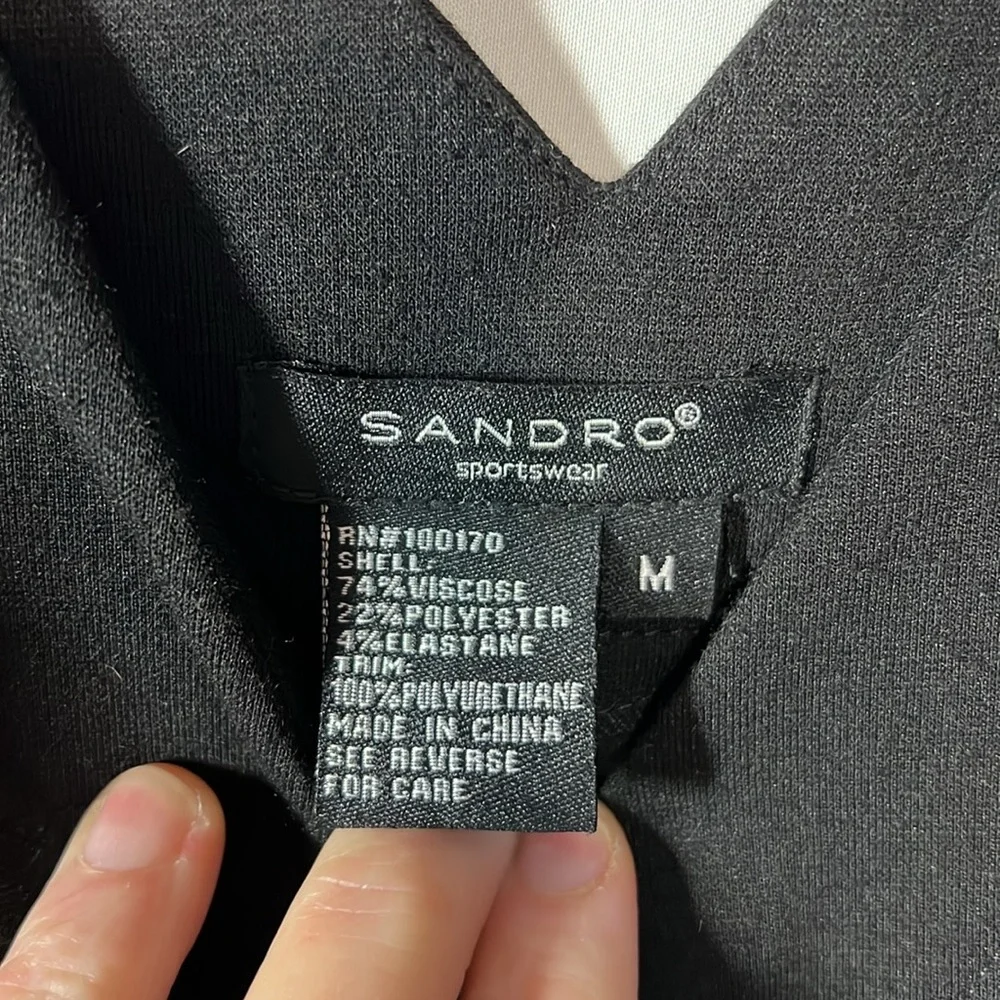 SANDRO®
sportswear
RN#100170
SHELL:
74%VISCOSE
22%POLYESTER
4%ELASTANE
TRIM:
100%POLYURETHANE
MADE IN CHINA
SEE REVERSE
FOR CARE
M